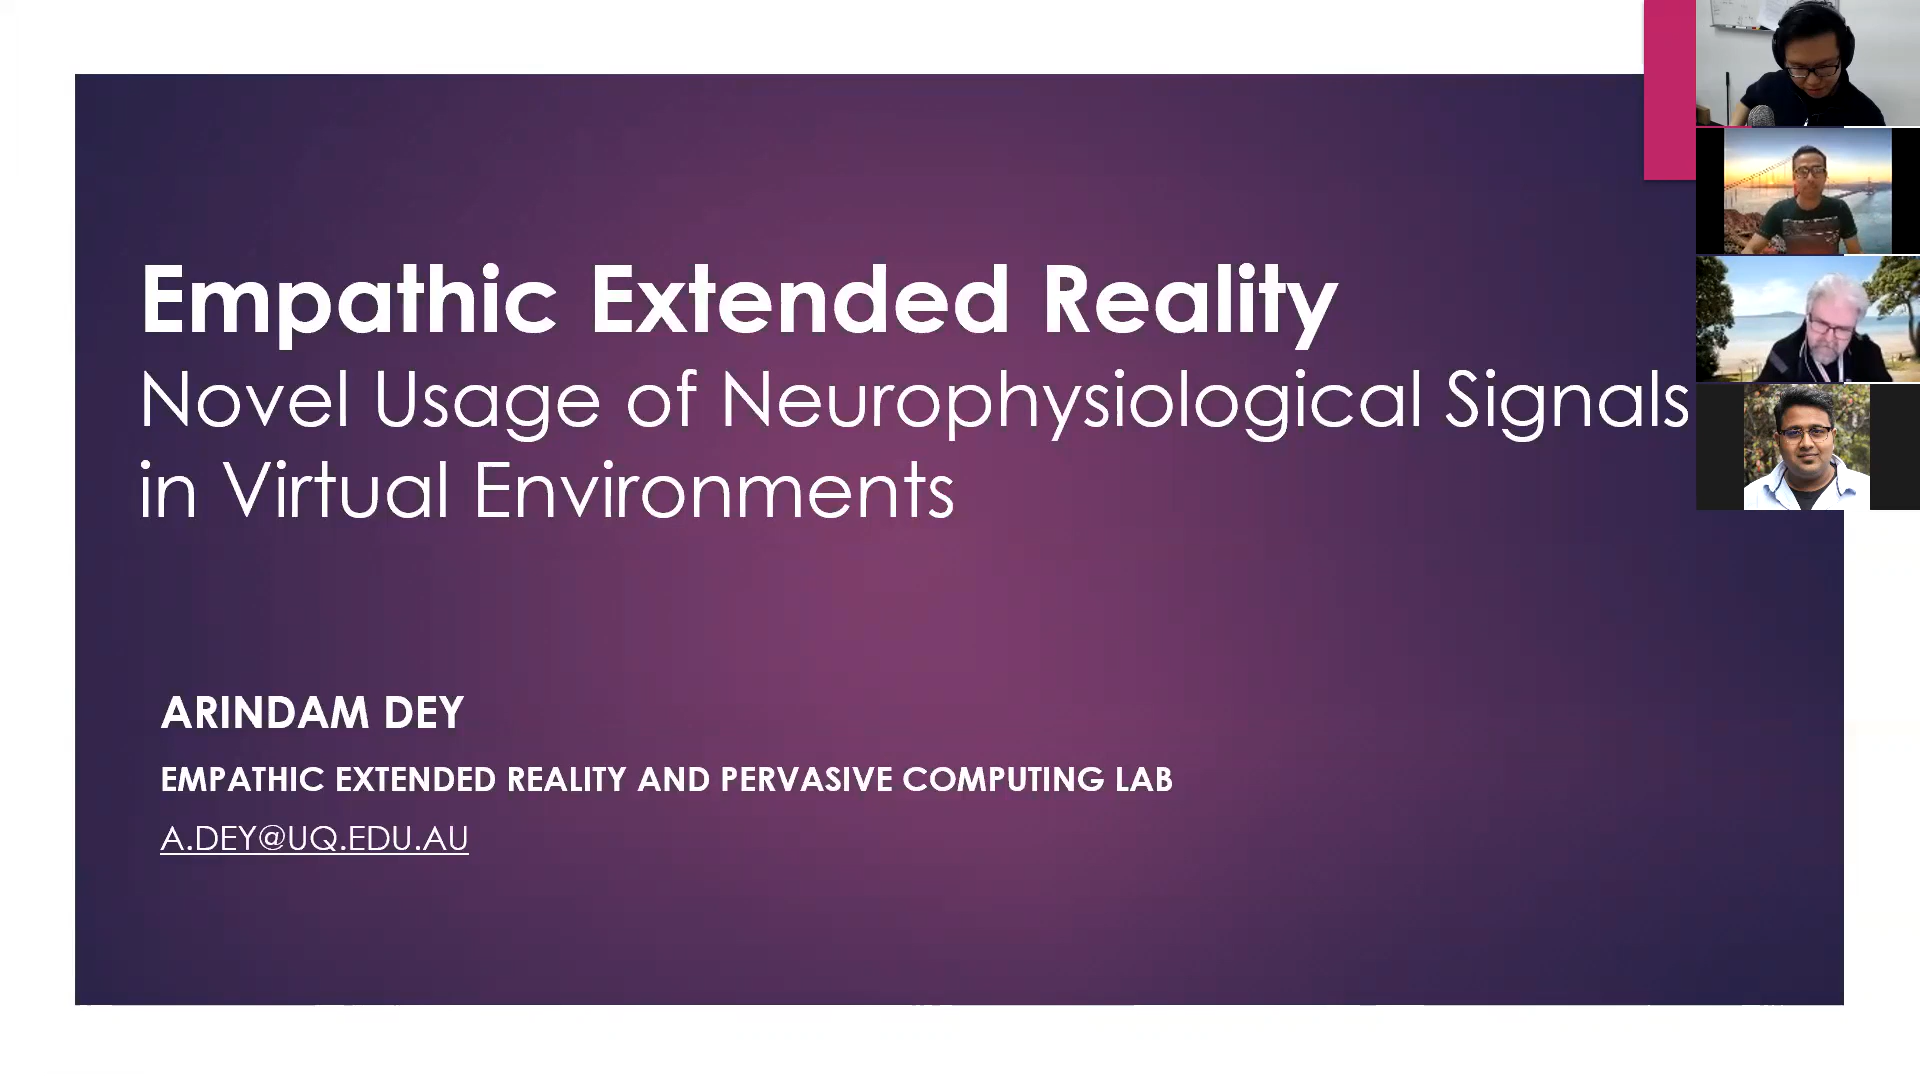 Empathic Extended Reality
Novel Usage of Neurophysiological Signals
in Virtual Environments
ARINDAM DEY
EMPATHIC EXTENDED REALITY AND PERVASIVE COMPUTING LAB
A.DEY@UQ.EDU.AU